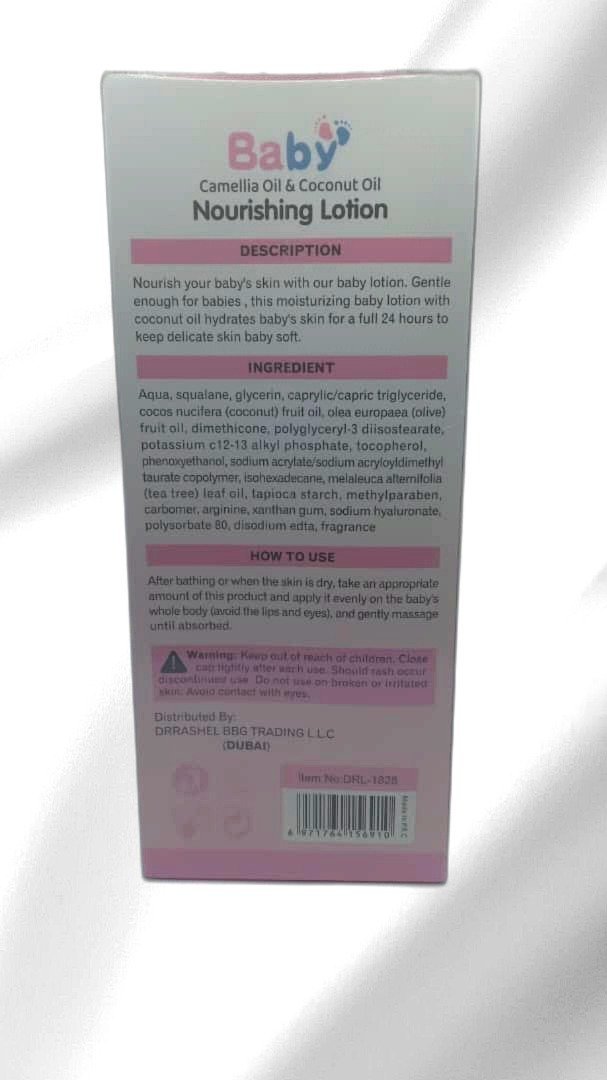 Baby
Camellia Oil & Coconut Oil
Nourishing Lotion
DESCRIPTION
Nourish your baby's skin with our baby lotion. Gentle
enough for babies , this moisturizing baby lotion with
coconut oil hydrates baby's skin for a full 24 hours to
keep delicate skin baby soft.
INGREDIENT
Aqua, squalane, glycerin, caprylic/capric triglyceride,
cocos nucifera (coconut) fruit oil, olea europaea (olive)
fruit oil, dimethicone, polyglyceryl-3 diisostearate,
potassium c12-13 alkyl phosphate, tocopherol,
phenoxyethanol, sodium acrylate/sodium acryloyldimethyl
taurate copolymer, isohexadecane, melaleuca alternifolia
(tea tree) leaf oil, tapioca starch, methylparaben,
carbomer, arginine, xanthan gum, sodium hyaluronate,
polysorbate 80, disodium edta, fragrance
HOW TO USE
After bathing or when the skin is dry, take an appropriate
amount of this product and apply it evenly on the baby's
whole body (avoid the lips and eyes), and gently massage
until absorbed.
Warning: Keep out of reach of children. Close
cap tightly after each use. Should rash occur
discontinued use. Do not use on broken or irritated
skin. Avoid contact with eyes.
Distributed By:
DRRASHEL BBG TRADING L.L.C
(DUBAI)
Item No:DRL-1828
6 971764 156910
Made in P.R.C